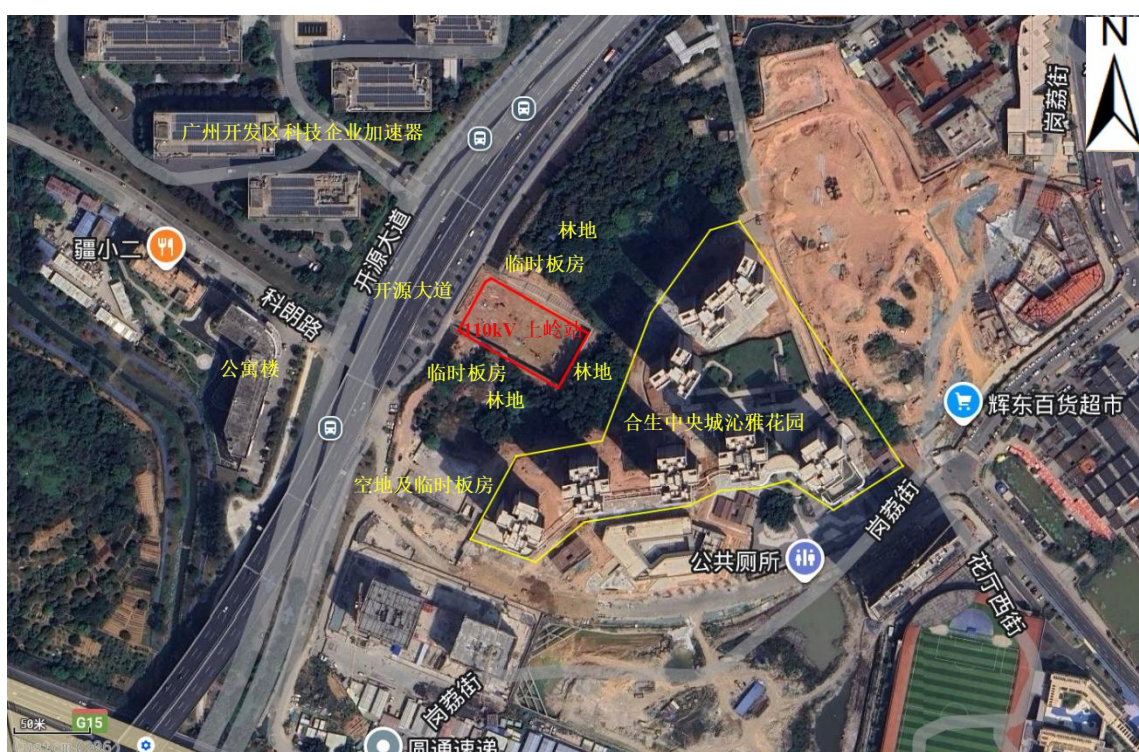 N
岗荔街
广州开发区科技企业加速器
疆小二
开源大道
林地
临时板房
开源大道
科朗路
110kV 上岭站
公寓楼
临时板房
林地
林地
辉东百货超市
合生中央城沁雅花园
空地及临时板房
岗荔街
公共厕所
花厅西街
岗荔街
50米
G15
圆通速递